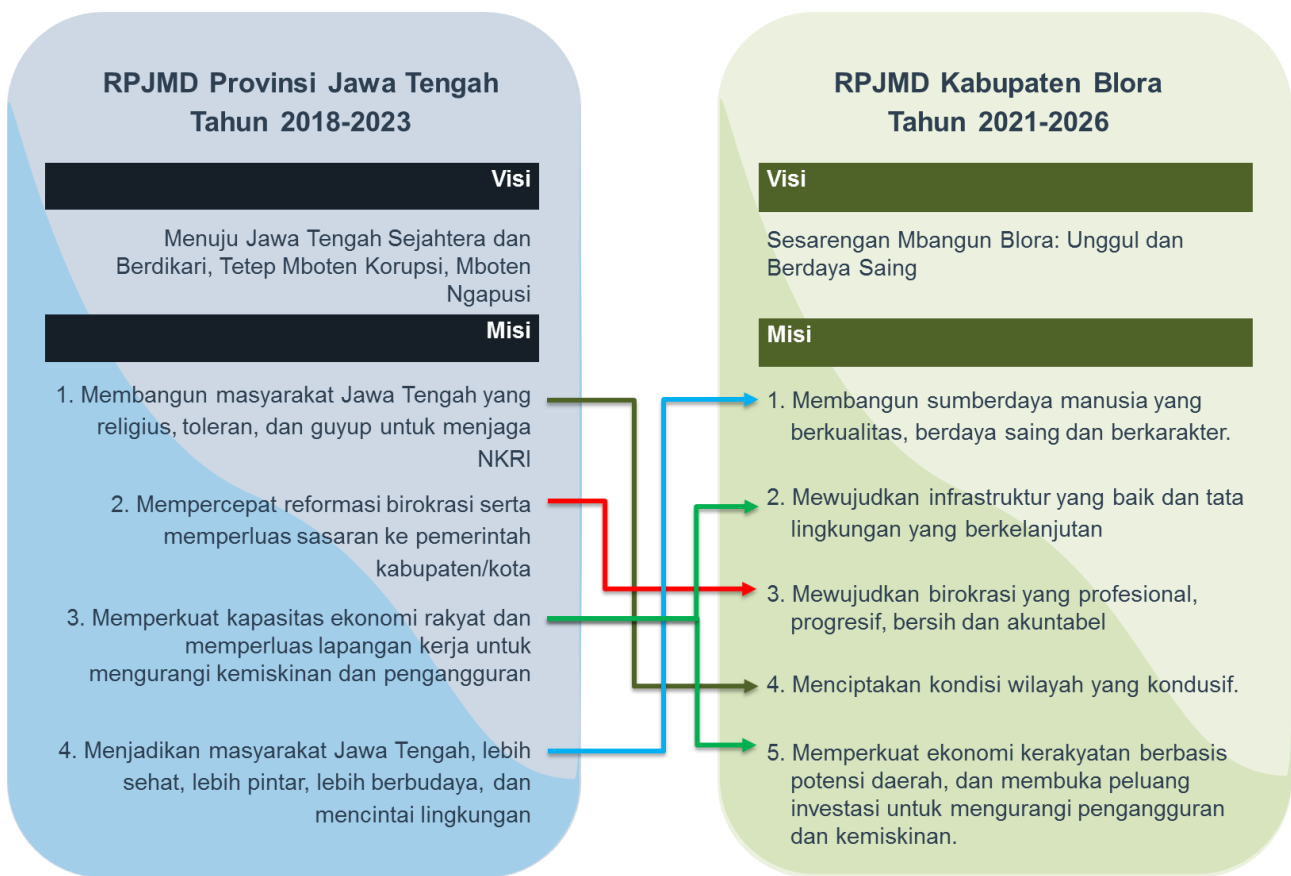 RPJMD Provinsi Jawa Tengah
Tahun 2018-2023
Visi
Menuju Jawa Tengah Sejahtera dan
Berdikari, Tetep Mboten Korupsi, Mboten
Ngapusi
Misi
1. Membangun masyarakat Jawa Tengah yang
religius, toleran, dan guyup untuk menjaga
NKRI
2. Mempercepat reformasi birokrasi serta
memperluas sasaran ke pemerintah
kabupaten/kota
3. Memperkuat kapasitas ekonomi rakyat dan
memperluas lapangan kerja untuk
mengurangi kemiskinan dan pengangguran
4. Menjadikan masyarakat Jawa Tengah, lebih
sehat, lebih pintar, lebih berbudaya, dan
mencintai lingkungan
RPJMD Kabupaten Blora
Tahun 2021-2026
Visi
Sesarengan Mbangun Blora: Unggul dan
Berdaya Saing
Misi
1. Membangun sumberdaya manusia yang
berkualitas, berdaya saing dan berkarakter.
2. Mewujudkan infrastruktur yang baik dan tata
lingkungan yang berkelanjutan
3. Mewujudkan birokrasi yang profesional,
progresif, bersih dan akuntabel
4. Menciptakan kondisi wilayah yang kondusif.
5. Memperkuat ekonomi kerakyatan berbasis
potensi daerah, dan membuka peluang
investasi untuk mengurangi pengangguran
dan kemiskinan.